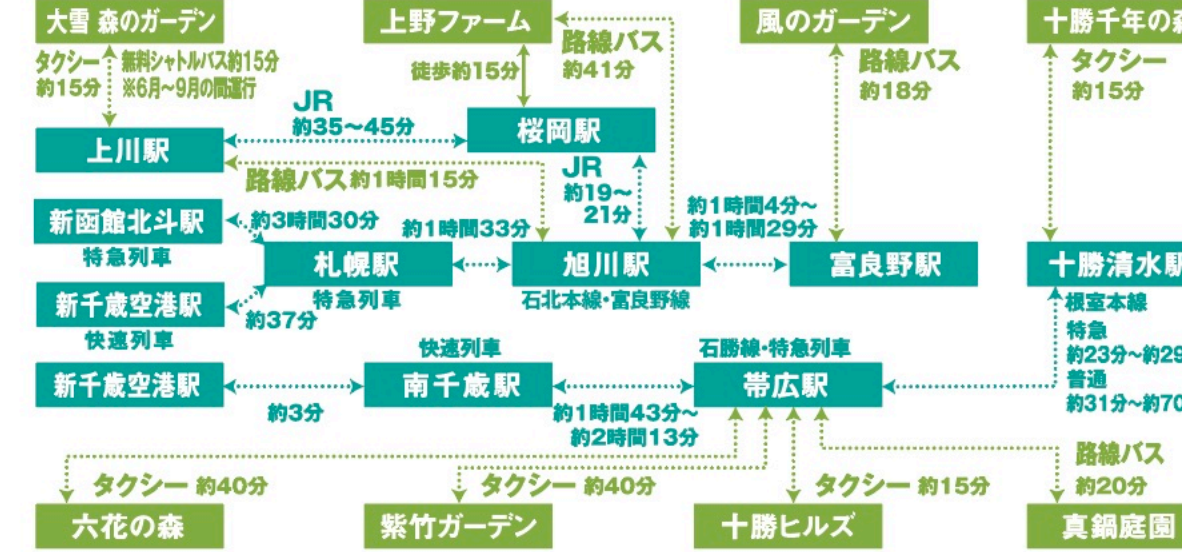 大雪 森のガーデン
上野ファーム
風のガーデン
十勝千年の森
タクシー
約15分
無料シャトルバス約15分
※6月～9月の間運行
徒歩約15分
路線バス
約41分
路線バス
約18分
タクシー
約15分
JR
約35～45分
上川駅
桜岡駅
路線バス約1時間15分
JR
約19～
21分
新函館北斗駅
特急列車
約3時間30分
約1時間33分
約1時間4分～
約1時間29分
札幌駅
特急列車
旭川駅
石北本線・富良野線
富良野駅
十勝清水駅
新千歳空港駅
快速列車
約37分
根室本線
特急
約23分～約29
普通
約31分～約70
快速列車
石勝線・特急列車
新千歳空港駅
南千歳駅
帯広駅
約3分
約1時間43分～
約2時間13分
タクシー 約40分
タクシー 約40分
タクシー 約15分
路線バス
約20分
六花の森
紫竹ガーデン
十勝ヒルズ
真鍋庭園